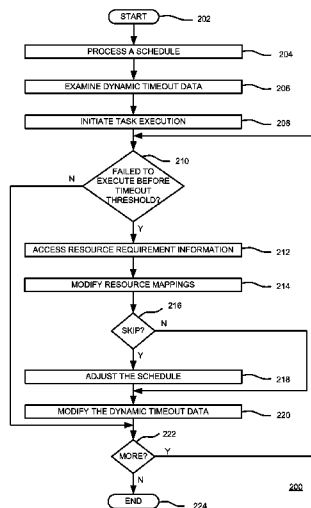 START
202
PROCESS A SCHEDULE
204
EXAMINE DYNAMIC TIMEOUT DATA
206
INITIATE TASK EXECUTION
208
210
FAILED TO
EXECUTE BEFORE
TIMEOUT
THRESHOLD?
N
Y
ACCESS RESOURCE REQUIREMENT INFORMATION
212
MODIFY RESOURCE MAPPINGS
214
216
SKIP?
N
Y
ADJUST THE SCHEDULE
218
MODIFY THE DYNAMIC TIMEOUT DATA
220
222
MORE?
Y
N
200
END
224